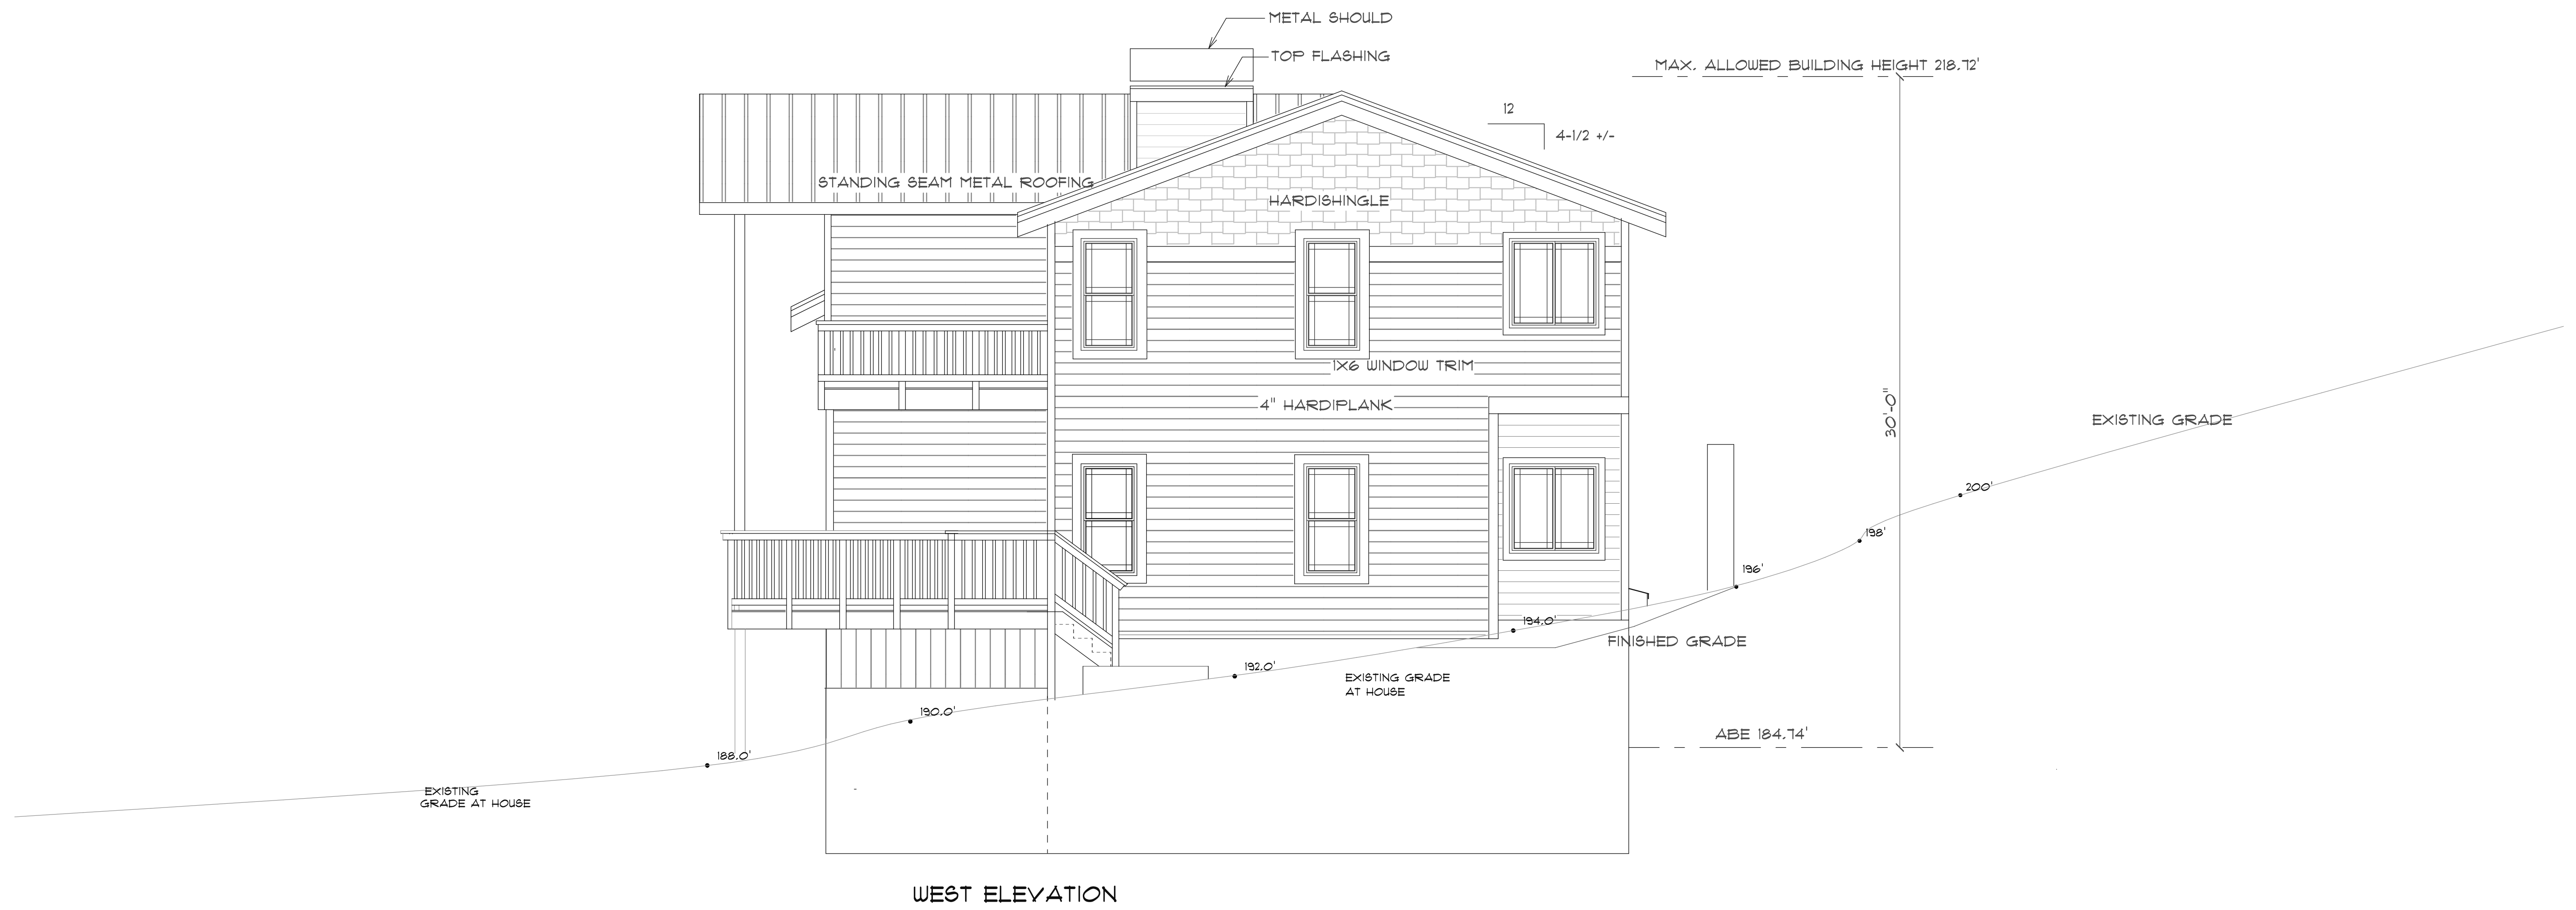 METAL SHOULD
TOP FLASHING
MAX. ALLOWED BUILDING HEIGHT 218.72'
12
4-1/2 +/-
STANDING SEAM METAL ROOFING
HARDISHINGLE
1X6 WINDOW TRIM
4" HARDIPLANK
30'-0"
EXISTING GRADE
200'
198'
196'
194.0'
FINISHED GRADE
192.0'
EXISTING GRADE
AT HOUSE
190.0'
ABE 184.74'
188.0'
EXISTING
GRADE AT HOUSE
WEST ELEVATION